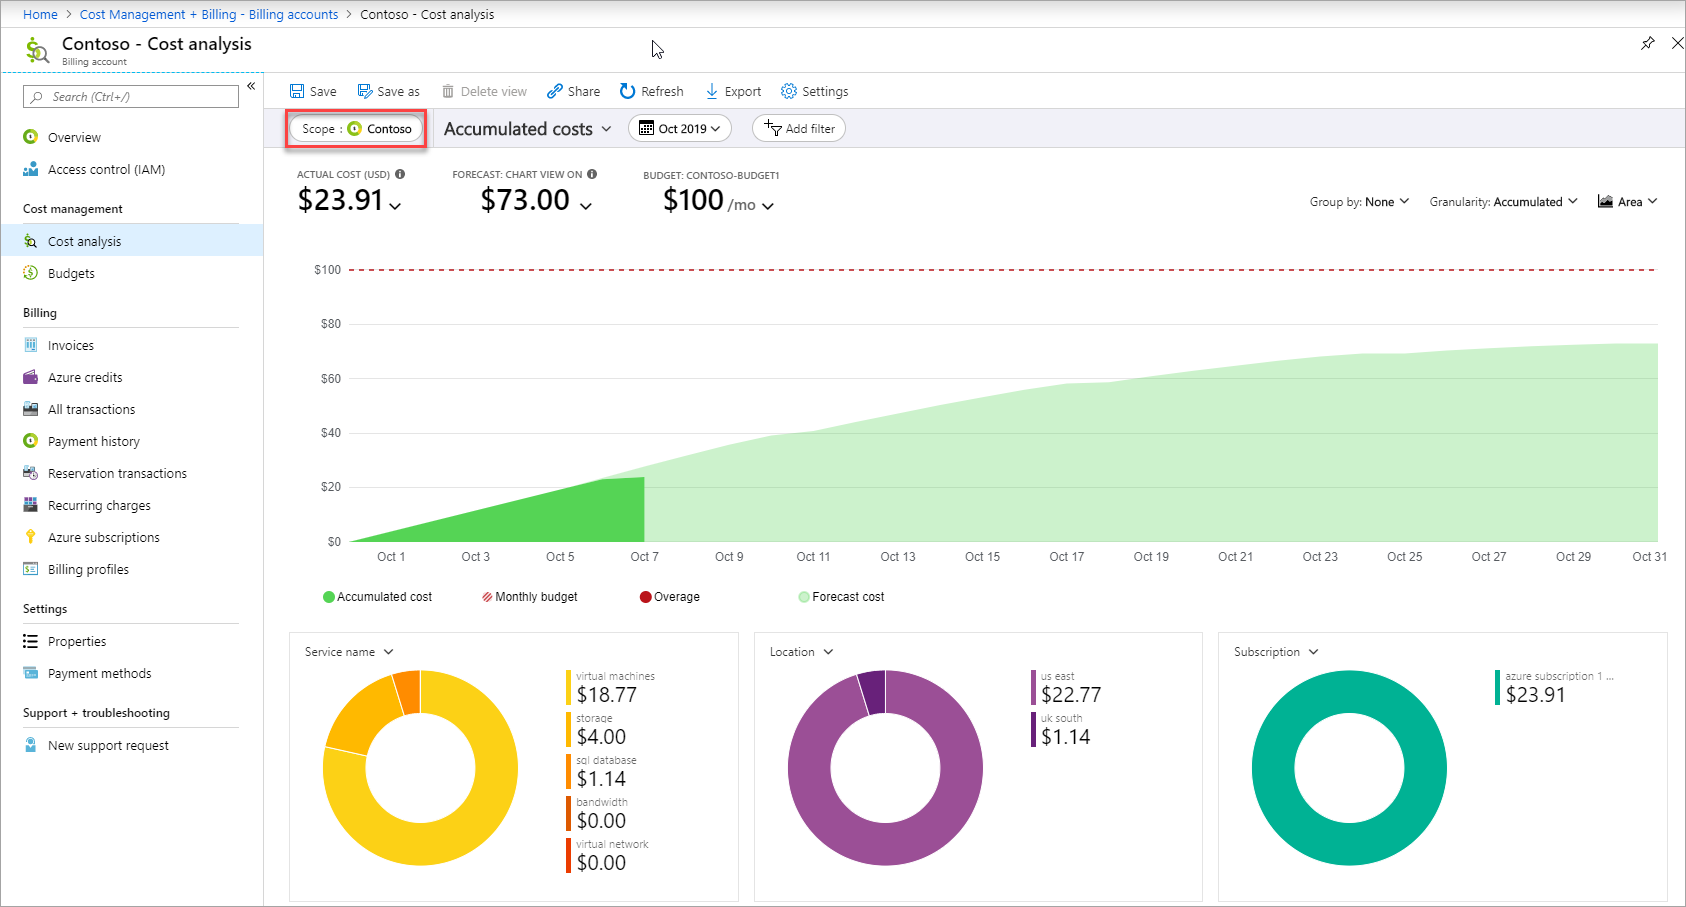 Home > Cost Management + Billing - Billing accounts > Contoso - Cost analysis
Contoso - Cost analysis
Billing account
Search (Ctrl+/)
Overview
Access control (IAM)
Cost management
Cost analysis
Budgets
Billing
Invoices
Azure credits
All transactions
Payment history
Reservation transactions
Recurring charges
Azure subscriptions
Billing profiles
Settings
Properties
Payment methods
Support + troubleshooting
New support request
Save Save as Delete view Share Refresh Export Settings
Scope : Contoso Accumulated costs Oct 2019 Add filter
ACTUAL COST (USD) FORECAST: CHART VIEW ON BUDGET: CONTOSO-BUDGET1
$23.91 $73.00 $100 /mo
Group by: None Granularity: Accumulated Area
$100
$80
$60
$40
$20
$0
Oct 1 Oct 3 Oct 5 Oct 7 Oct 9 Oct 11 Oct 13 Oct 15 Oct 17 Oct 19 Oct 21 Oct 23 Oct 25 Oct 27 Oct 29 Oct 31
Accumulated cost Monthly budget Overage Forecast cost
Service name
virtual machines
$18.77
storage
$4.00
sql database
$1.14
bandwidth
$0.00
virtual network
$0.00
Location
us east
$22.77
uk south
$1.14
Subscription
azure subscription 1 ...
$23.91